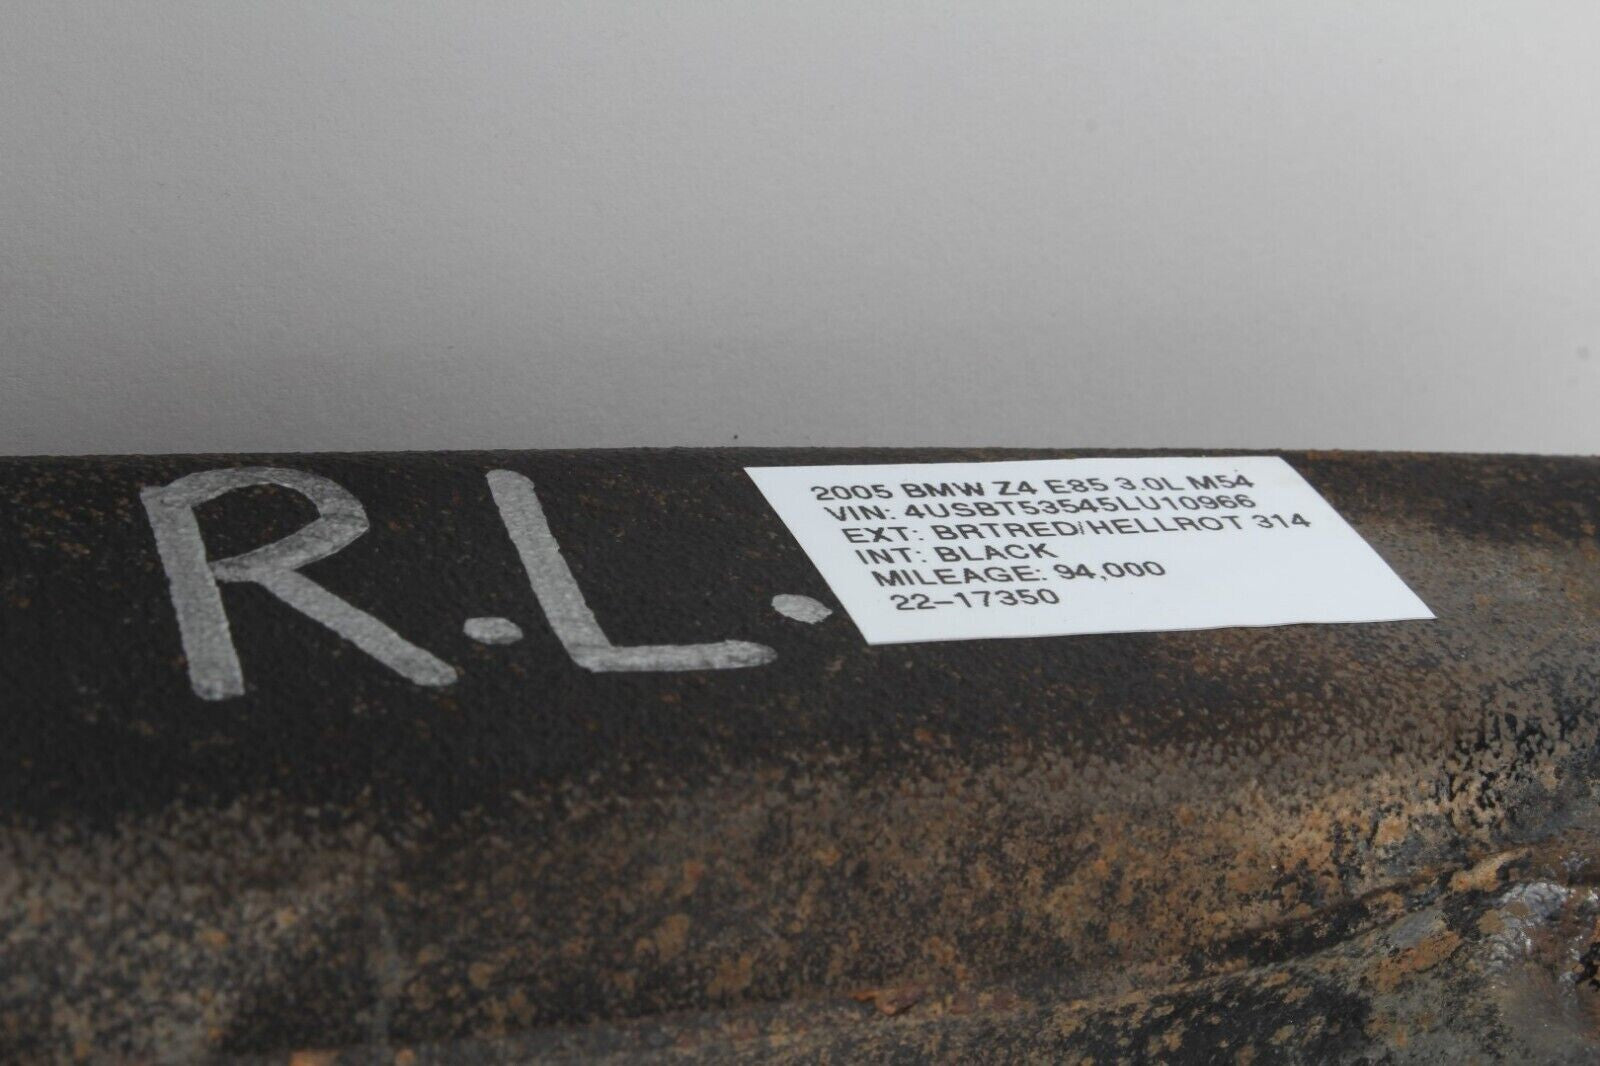 R.L.
2005 BMW Z4 E85 3.0L M54
VIN: 4USBT53545LU10966
EXT: BRTRED/HELLROT 314
INT: BLACK
MILEAGE: 94,000
22-17350